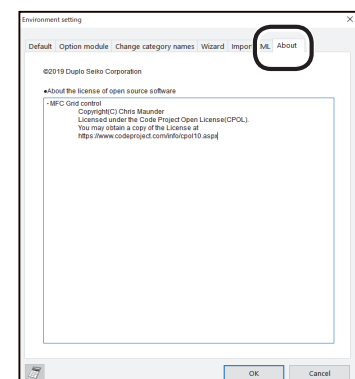 Environment setting
Default Option module Change category names Wizard Impor ML About
©2019 Duplo Seiko Corporation
●About the license of open source software
- MFC Grid control
Copyright(C) Chris Maunder
Licensed under the Code Project Open License(CPOL).
You may obtain a copy of the License at
https://www.codeproject.com/info/cpol10.aspx
OK Cancel